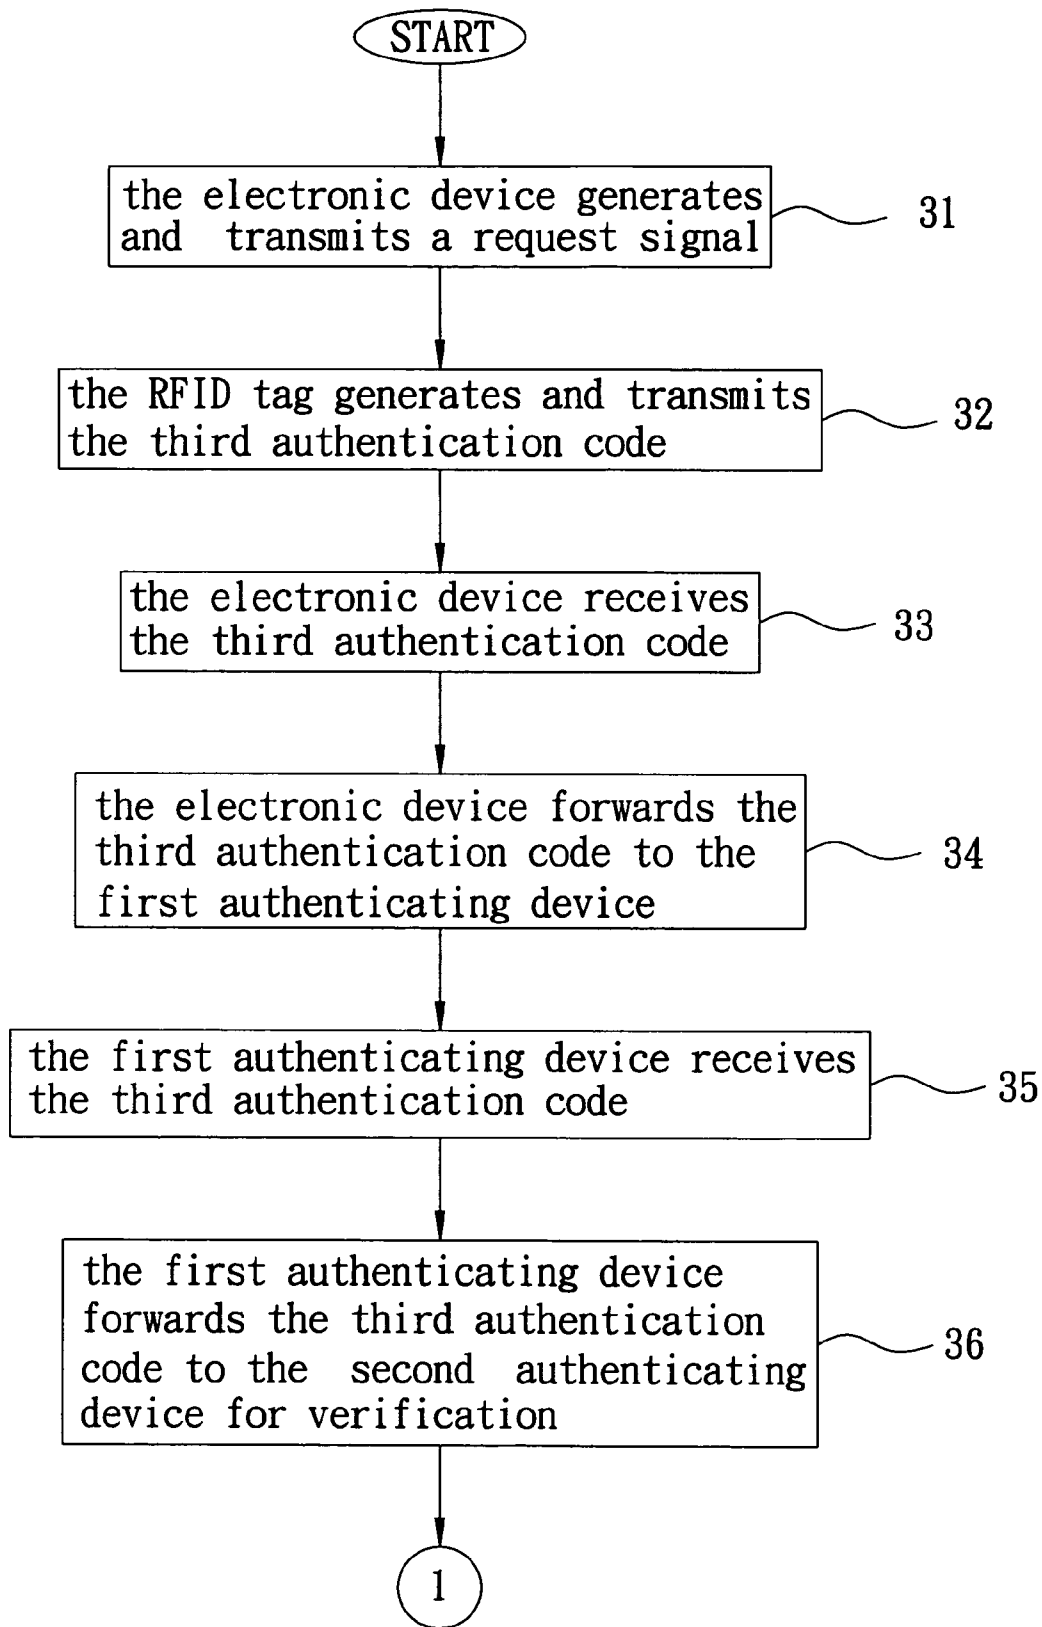 START
the electronic device generates
and transmits a request signal
31
the RFID tag generates and transmits
the third authentication code
32
the electronic device receives
the third authentication code
33
the electronic device forwards the
third authentication code to the
first authenticating device
34
the first authenticating device receives
the third authentication code
35
the first authenticating device
forwards the third authentication
code to the second authenticating
device for verification
36
1